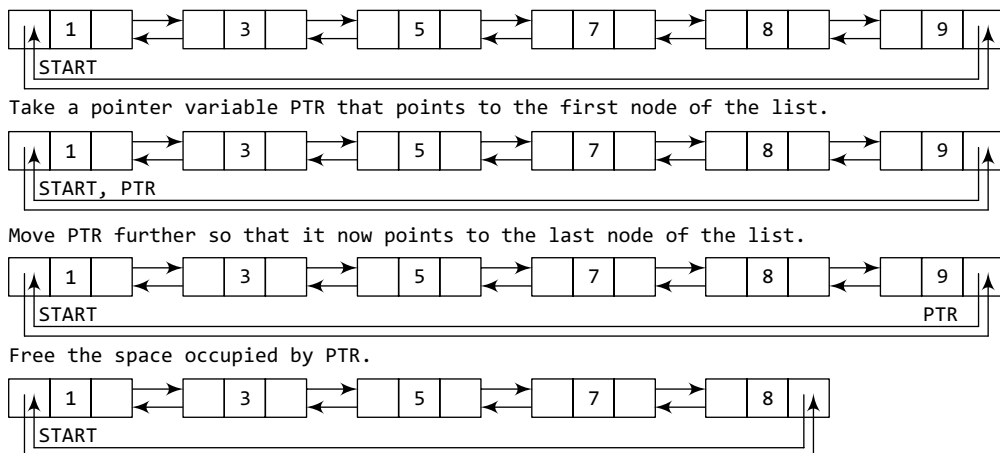 1 3 5 7 8 9
START
Take a pointer variable PTR that points to the first node of the list.
1 3 5 7 8 9
START, PTR
Move PTR further so that it now points to the last node of the list.
1 3 5 7 8 9
START PTR
Free the space occupied by PTR.
1 3 5 7 8
START